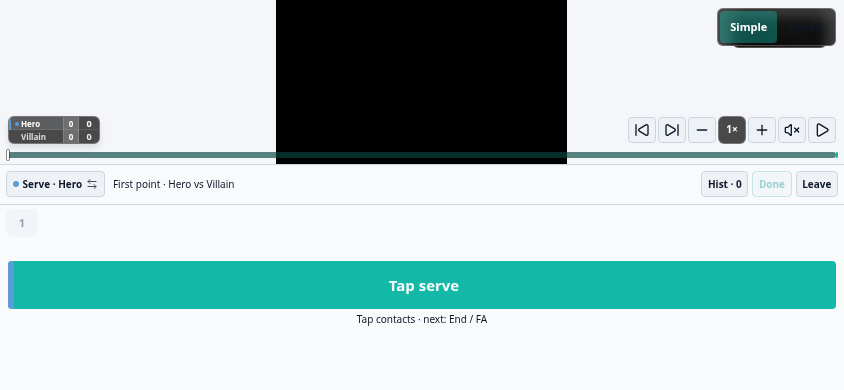 Simple
Hero 0 0
Villain 0 0
1×
Serve · Hero
First point · Hero vs Villain
Hist · 0
Done
Leave
1
Tap serve
Tap contacts · next: End / FA